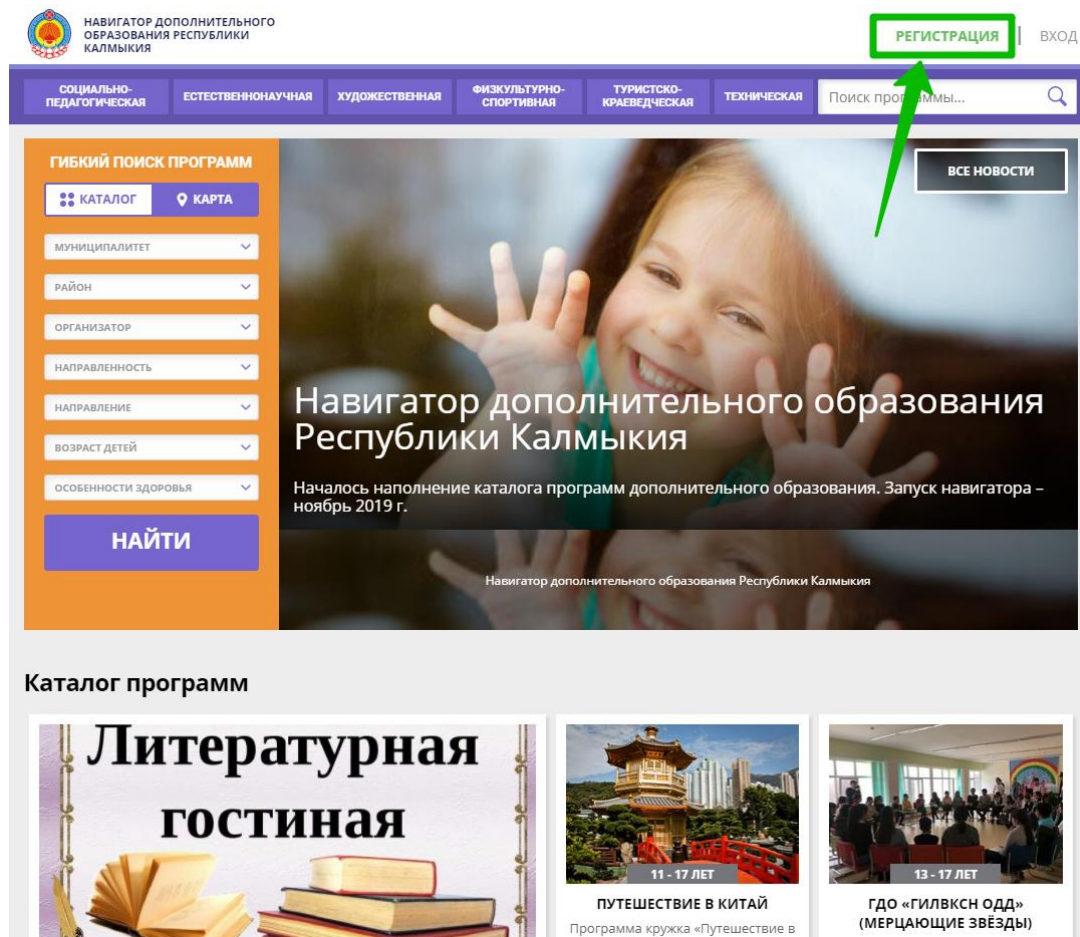 НАВИГАТОР ДОПОЛНИТЕЛЬНОГО
ОБРАЗОВАНИЯ РЕСПУБЛИКИ
КАЛМЫКИЯ
РЕГИСТРАЦИЯ
ВХОД
СОЦИАЛЬНО-
ПЕДАГОГИЧЕСКАЯ
ЕСТЕСТВЕННОНАУЧНАЯ
ХУДОЖЕСТВЕННАЯ
ФИЗКУЛЬТУРНО-
СПОРТИВНАЯ
ТУРИСТСКО-
КРАЕВЕДЧЕСКАЯ
ТЕХНИЧЕСКАЯ
Поиск программы...
ГИБКИЙ ПОИСК ПРОГРАММ
КАТАЛОГ
КАРТА
МУНИЦИПАЛИТЕТ
РАЙОН
ОРГАНИЗАТОР
НАПРАВЛЕННОСТЬ
НАПРАВЛЕНИЕ
ВОЗРАСТ ДЕТЕЙ
ОСОБЕННОСТИ ЗДОРОВЬЯ
НАЙТИ
ВСЕ НОВОСТИ
Навигатор дополнительного образования
Республики Калмыкия
Началось наполнение каталога программ дополнительного образования. Запуск навигатора –
ноябрь 2019 г.
Навигатор дополнительного образования Республики Калмыкия
Каталог программ
Литературная
гостиная
11 - 17 ЛЕТ
ПУТЕШЕСТВИЕ В КИТАЙ
Программа кружка «Путешествие в
13 - 17 ЛЕТ
ГДО «ГИЛВКСН ОДД»
(МЕРЦАЮЩИЕ ЗВЁЗДЫ)